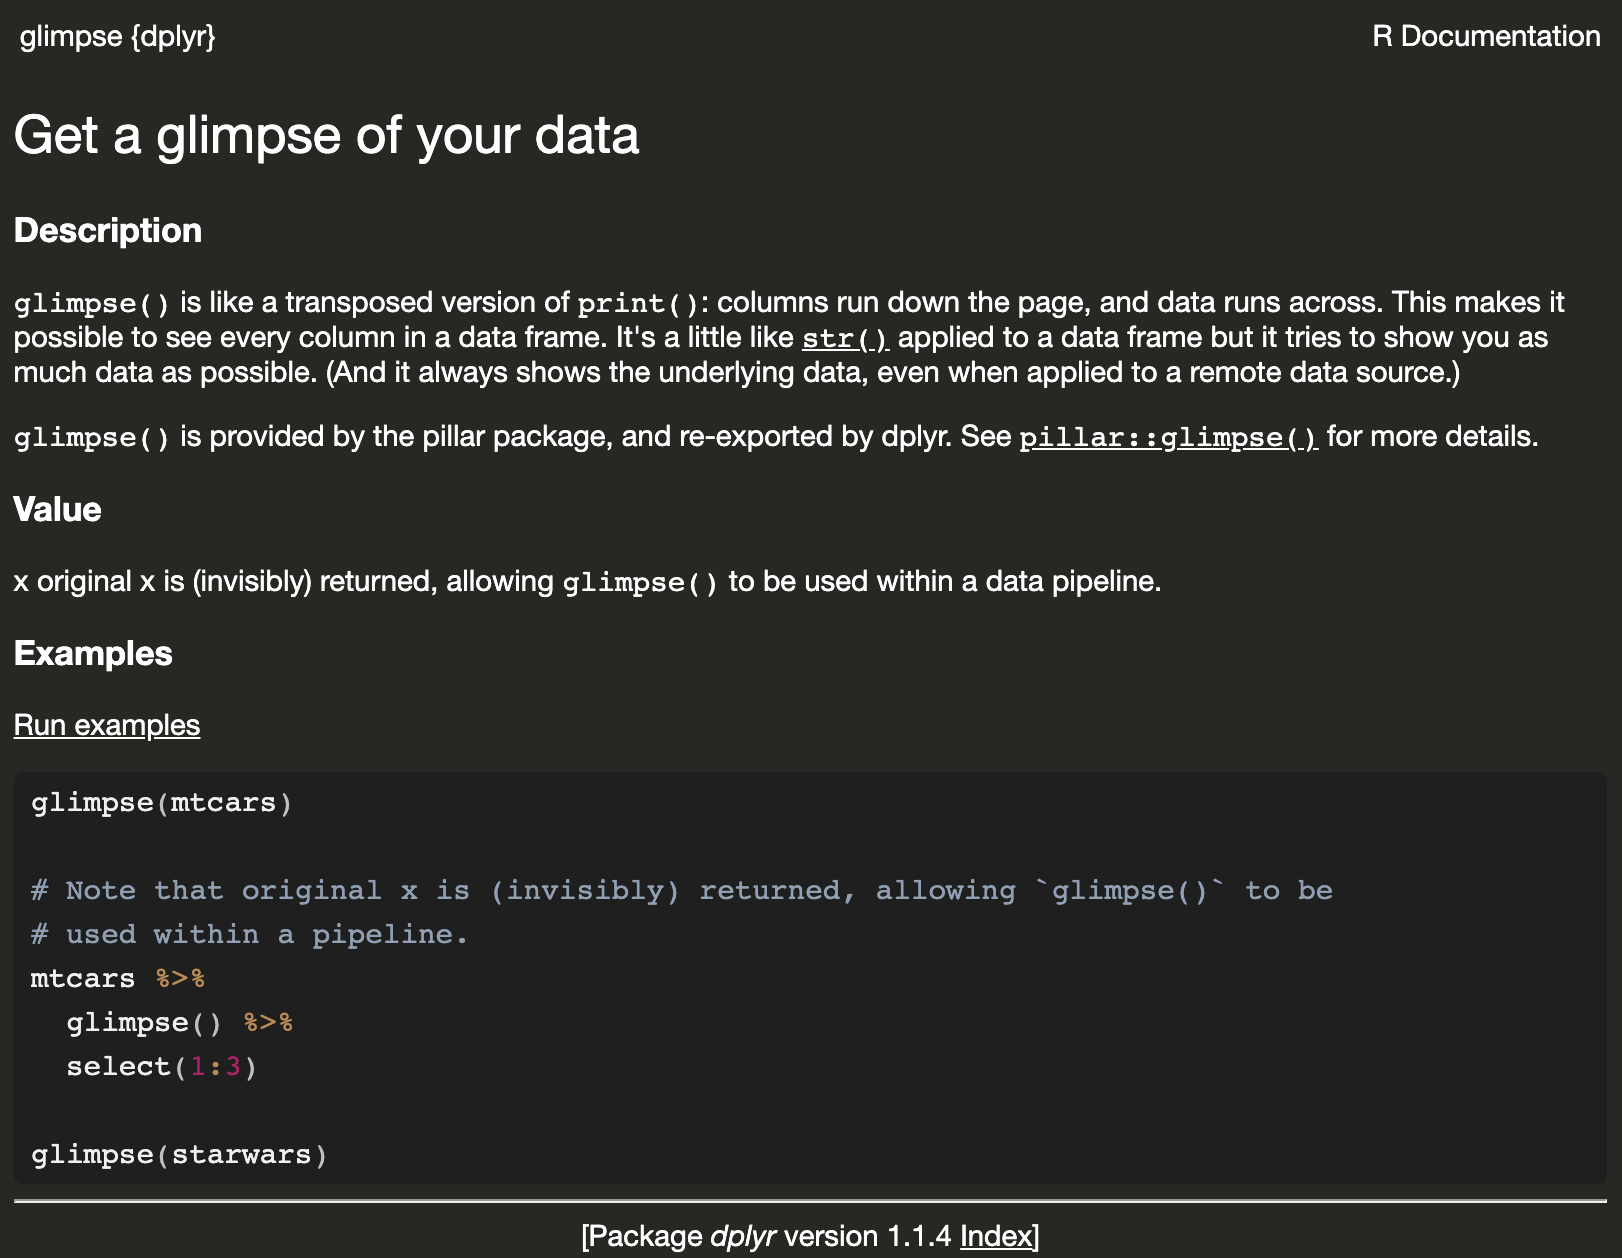 glimpse {dplyr} R Documentation
Get a glimpse of your data
Description
glimpse() is like a transposed version of print(): columns run down the page, and data runs across. This makes it
possible to see every column in a data frame. It's a little like str() applied to a data frame but it tries to show you as
much data as possible. (And it always shows the underlying data, even when applied to a remote data source.)
glimpse() is provided by the pillar package, and re-exported by dplyr. See pillar::glimpse() for more details.
Value
x original x is (invisibly) returned, allowing glimpse() to be used within a data pipeline.
Examples
Run examples
glimpse(mtcars)
# Note that original x is (invisibly) returned, allowing `glimpse()` to be
# used within a pipeline.
mtcars %>%
  glimpse() %>%
  select(1:3)
glimpse(starwars)
[Package dplyr version 1.1.4 Index]